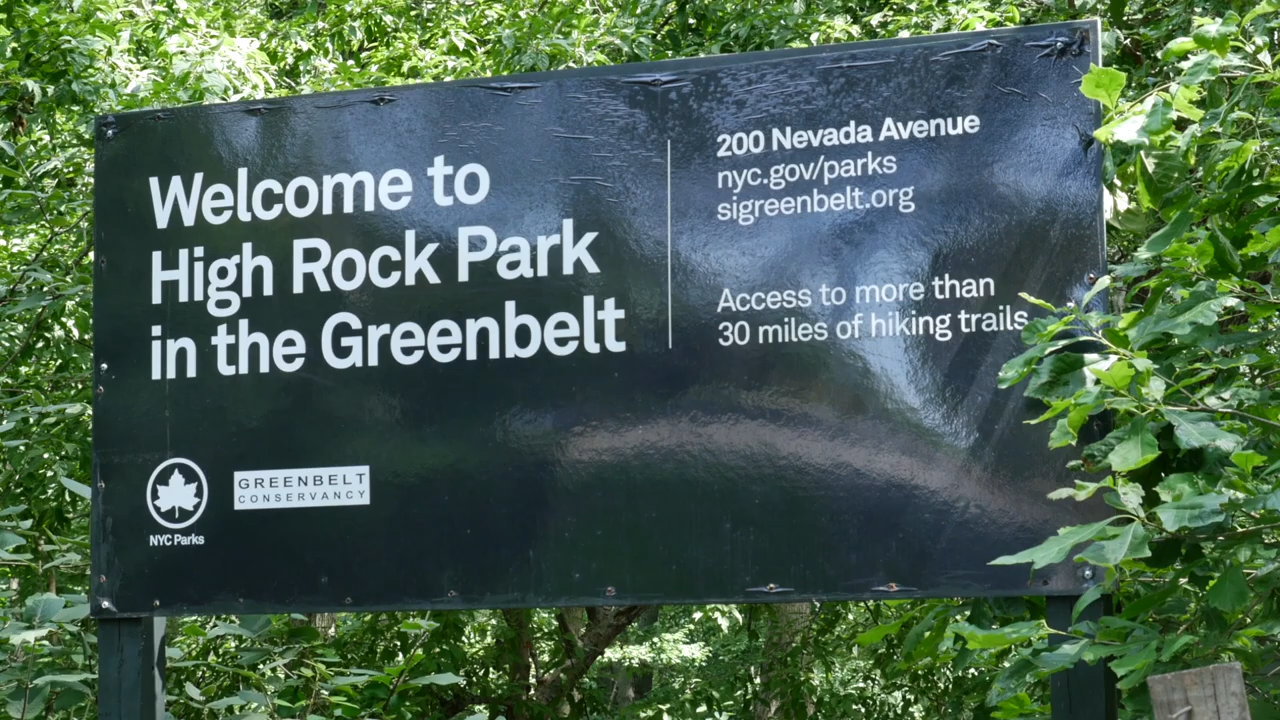 Welcome to
High Rock Park
in the Greenbelt
200 Nevada Avenue
nyc.gov/parks
sigreenbelt.org
Access to more than
30 miles of hiking trails
NYC Parks
GREENBELT
CONSERVANCY